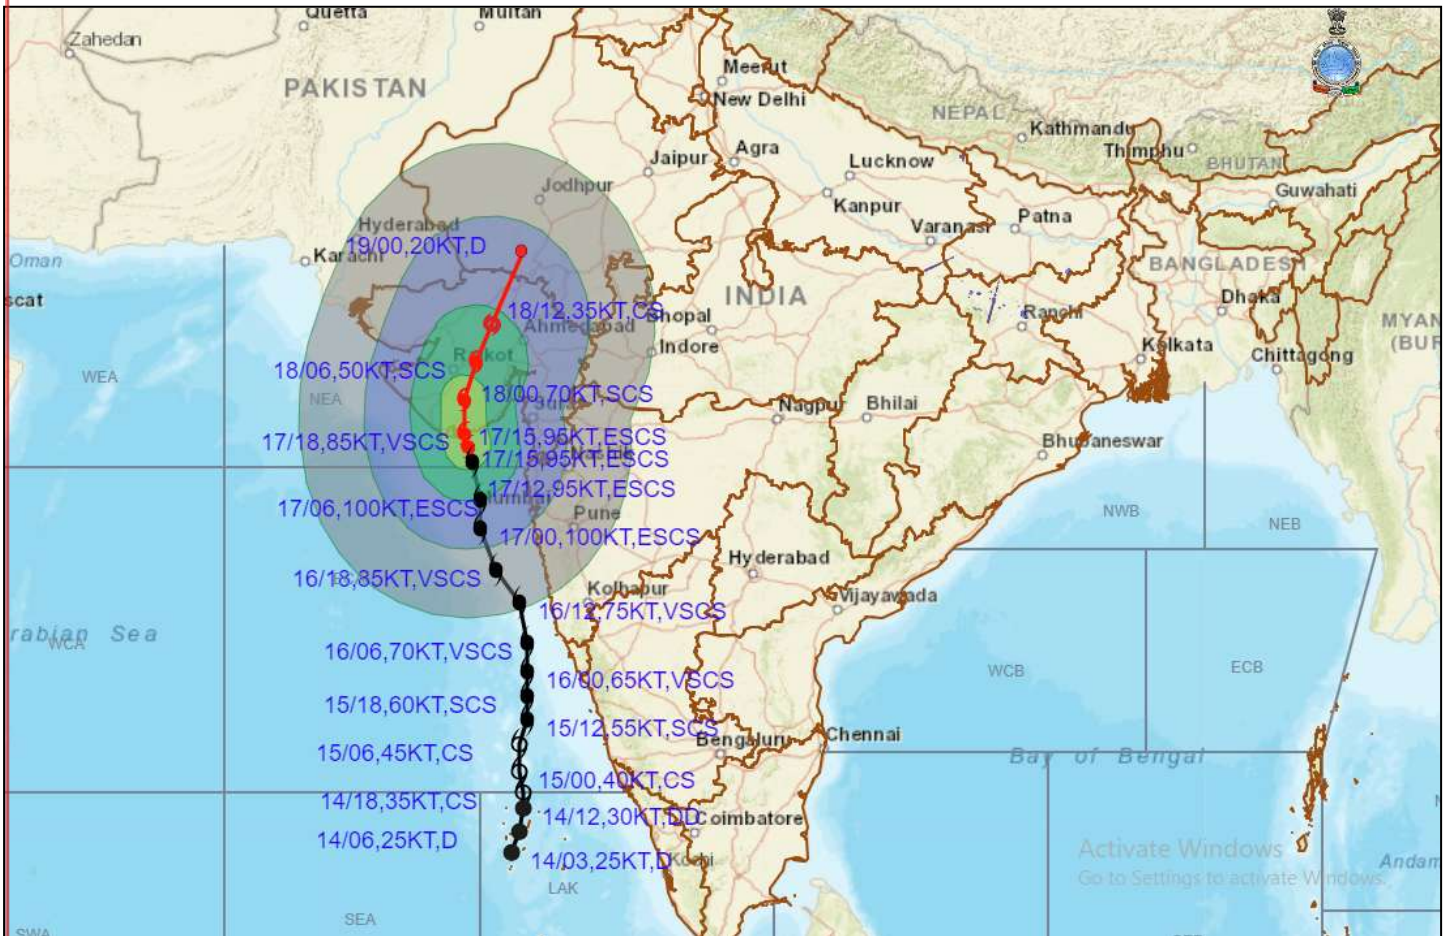 Quetta
Multan
Zahedan
Meerut
PAKISTAN
New Delhi
NEPAL
Kathmandu
Thimphu
BHUTAN
Jaipur
Agra
Lucknow
Guwahati
Jodhpur
Kanpur
Patna
Hyderabad
Varanasi
19/00,20KT,D
Karachi
Oman
BANGLADESH
scat
INDIA
Dhaka
18/12,35KT,CS
Bhopal
Ranchi
Ahmedabad
MYAN
(BUR
Indore
Kolkata
Chittagong
Rajkot
18/06,50KT,SCS
WEA
NEA
18/00,70KT,SCS
Surat
Nagpur
Bhilai
17/18,85KT,VSCS
17/15,95KT,ESCS
Bhubaneswar
Nashik
17/15,95KT,ESCS
17/12,95KT,ESCS
Mumbai
17/06,100KT,ESCS
Pune
NWB
NEB
17/00,100KT,ESCS
Hyderabad
16/18,85KT,VSCS
Kolhapur
Vijayawada
16/12,75KT,VSCS
rabian Sea
WCA
16/06,70KT,VSCS
WCB
ECB
16/00,65KT,VSCS
15/18,60KT,SCS
15/12,55KT,SCS
Bengaluru
Chennai
15/06,45KT,CS
Bay of Bengal
15/00,40KT,CS
14/18,35KT,CS
14/12,30KT,DD
Coimbatore
14/06,25KT,D
Activate Windows
14/03,25KT,D
Kochi
Andam
Go to Settings to activate Windows.
LAK
SEA
SWA